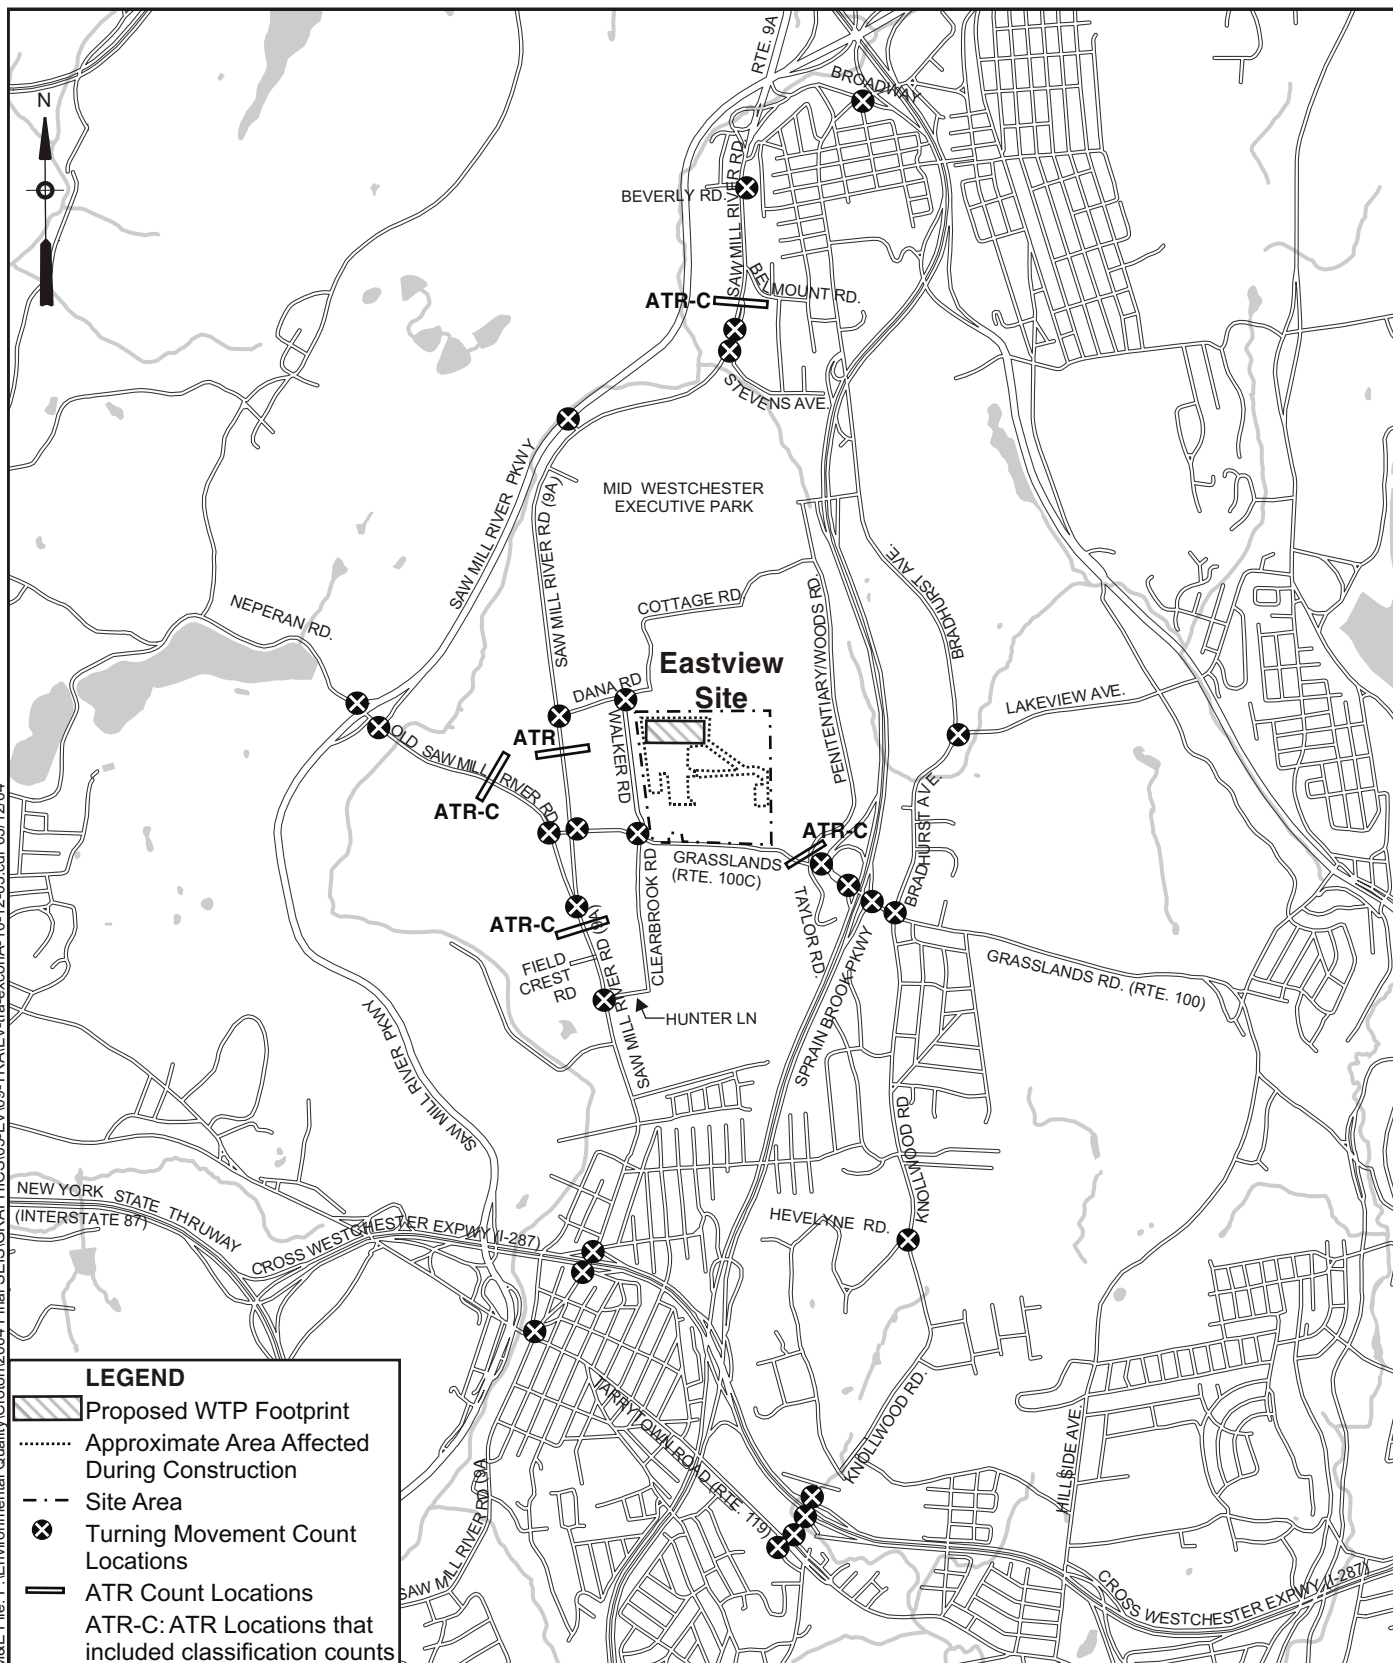 RTE. 9A
BROADWAY
N
SAW MILL RIVER RD.
BEVERLY RD.
BELMOUNT RD.
ATR-C
STEVENS AVE.
SAW MILL RIVER PKWY
SAW MILL RIVER RD (9A)
MID WESTCHESTER
EXECUTIVE PARK
BRADHURST AVE.
NEPERAN RD.
COTTAGE RD.
PENITENTIARY/WOODS RD.
Eastview
Site
DANA RD
WALKER RD
LAKEVIEW AVE.
ATR
OLD SAW MILL RIVER RD
ATR-C
ATR-C
BRADHURST AVE.
GRASSLANDS
(RTE. 100C)
TAYLOR RD.
CLEARBROOK RD
ATR-C
SAW MILL RIVER RD (9A)
FIELD
CREST
RD
HUNTER LN
GRASSLANDS RD. (RTE. 100)
SPRAIN BROOK PKWY
SAW MILL RIVER PKWY
KNOLLWOOD RD
NEW YORK STATE THRUWAY
(INTERSTATE 87)
CROSS WESTCHESTER EXPWY (I-287)
HEVELYNE RD.
TARRYTOWN ROAD (RTE. 119)
KNOLLWOOD RD.
HILLSIDE AVE.
CROSS WESTCHESTER EXPWY (I-287)
SAW MILL RIVER RD (9A
SAW MILL RIVER RD
LEGEND
Proposed WTP Footprint
Approximate Area Affected
During Construction
Site Area
Turning Movement Count
Locations
ATR Count Locations
ATR-C: ATR Locations that
included classification counts